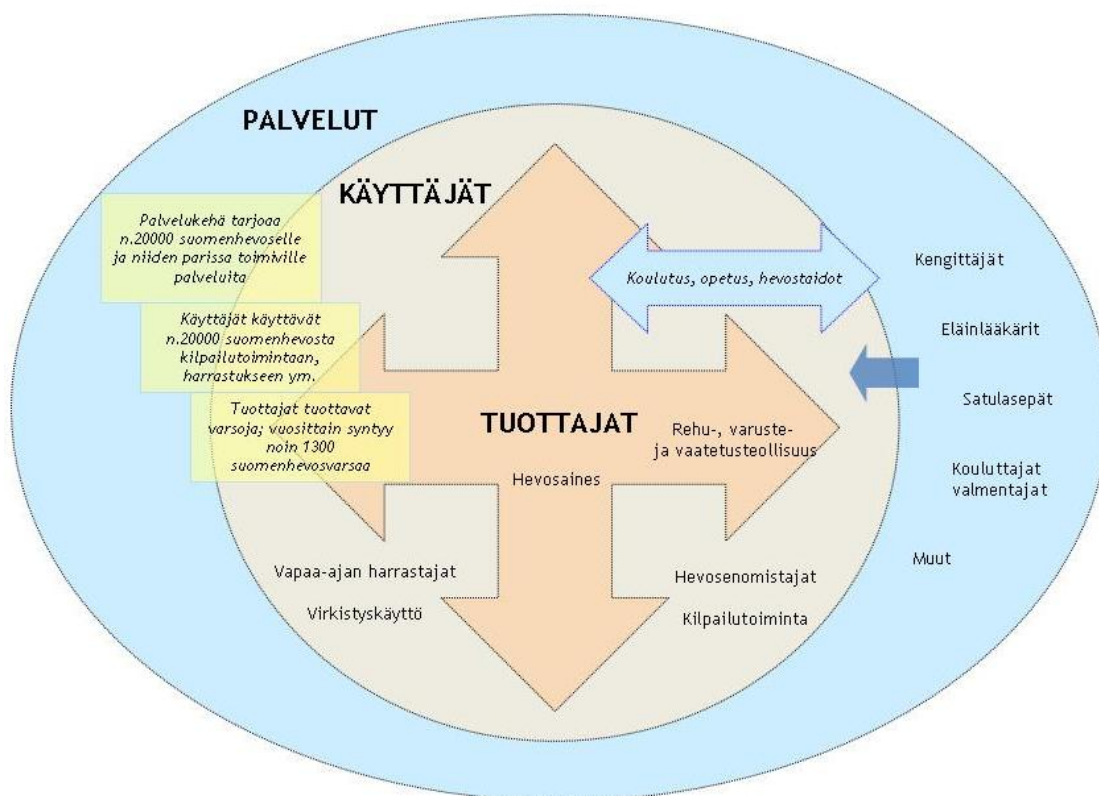 PALVELUT
KÄYTTÄJÄT
Palvelukehä tarjoaa
n.20000 suomenhevoselle
ja niiden parissa toimiville
palveluita
Käyttäjät käyttävät
n.20000 suomenhevosta
kilpailutoimintaan,
harrastukseen ym.
Tuottajat tuottavat
varsoja; vuosittain syntyy
noin 1300
suomenhevosvarsaa
Koulutus, opetus, hevostaidot
TUOTTAJAT
Hevosaines
Rehu-, varuste-
ja vaatetusteollisuus
Vapaa-ajan harrastajat
Virkistyskäyttö
Hevosenomistajat
Kilpailutoiminta
Kengittäjät
Eläinlääkärit
Satulasepät
Kouluttajat
valmentajat
Muut